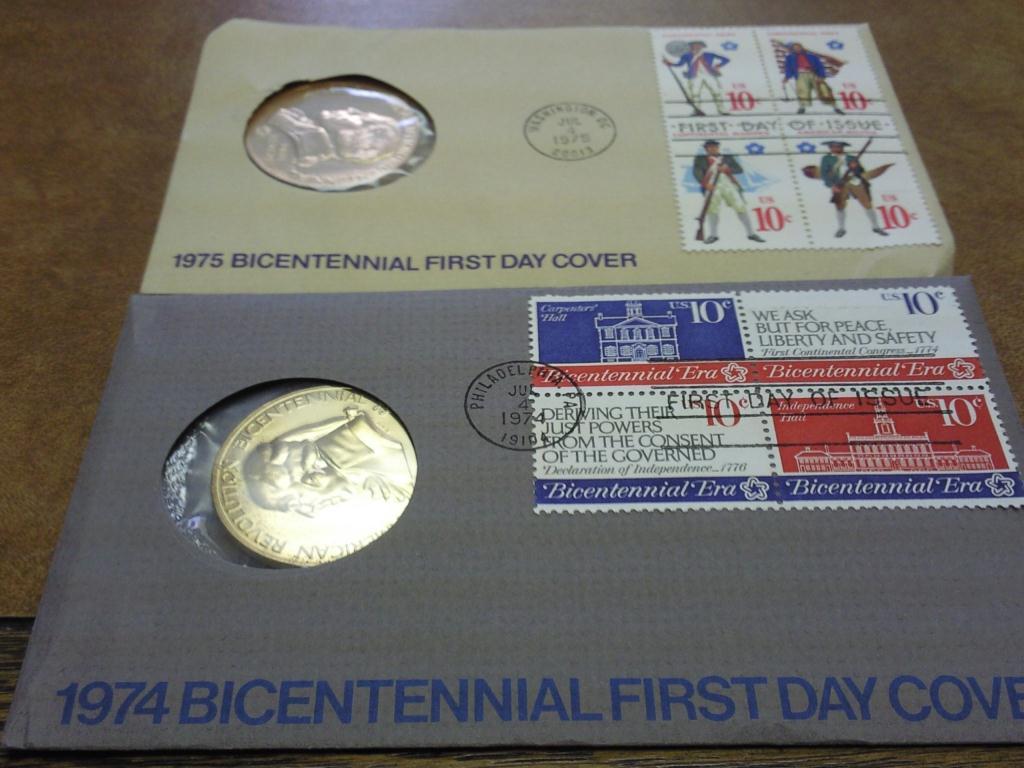 WASHINGTON, DC
JUL
4
1975
20013
US
10c
US
10c
FIRST DAY OF ISSUE
US
10c
US
10c
1975 BICENTENNIAL FIRST DAY COVER
Carpenters' Hall
U.S. 10c
U.S. 10c
WE ASK
BUT FOR PEACE,
LIBERTY AND SAFETY
First Continental Congress...1774
Bicentennial Era
Bicentennial Era
PHILADELPHIA, PA
JUL
4
1974
FIRST DAY OF ISSUE
10c
DERIVING THEIR
JUST POWERS
FROM THE CONSENT
OF THE GOVERNED
Declaration of Independence...1776
Independence
Hall
U.S. 10c
Bicentennial Era
Bicentennial Era
AMERICAN REVOLUTION BICENTENNIAL
1974 BICENTENNIAL FIRST DAY COVE